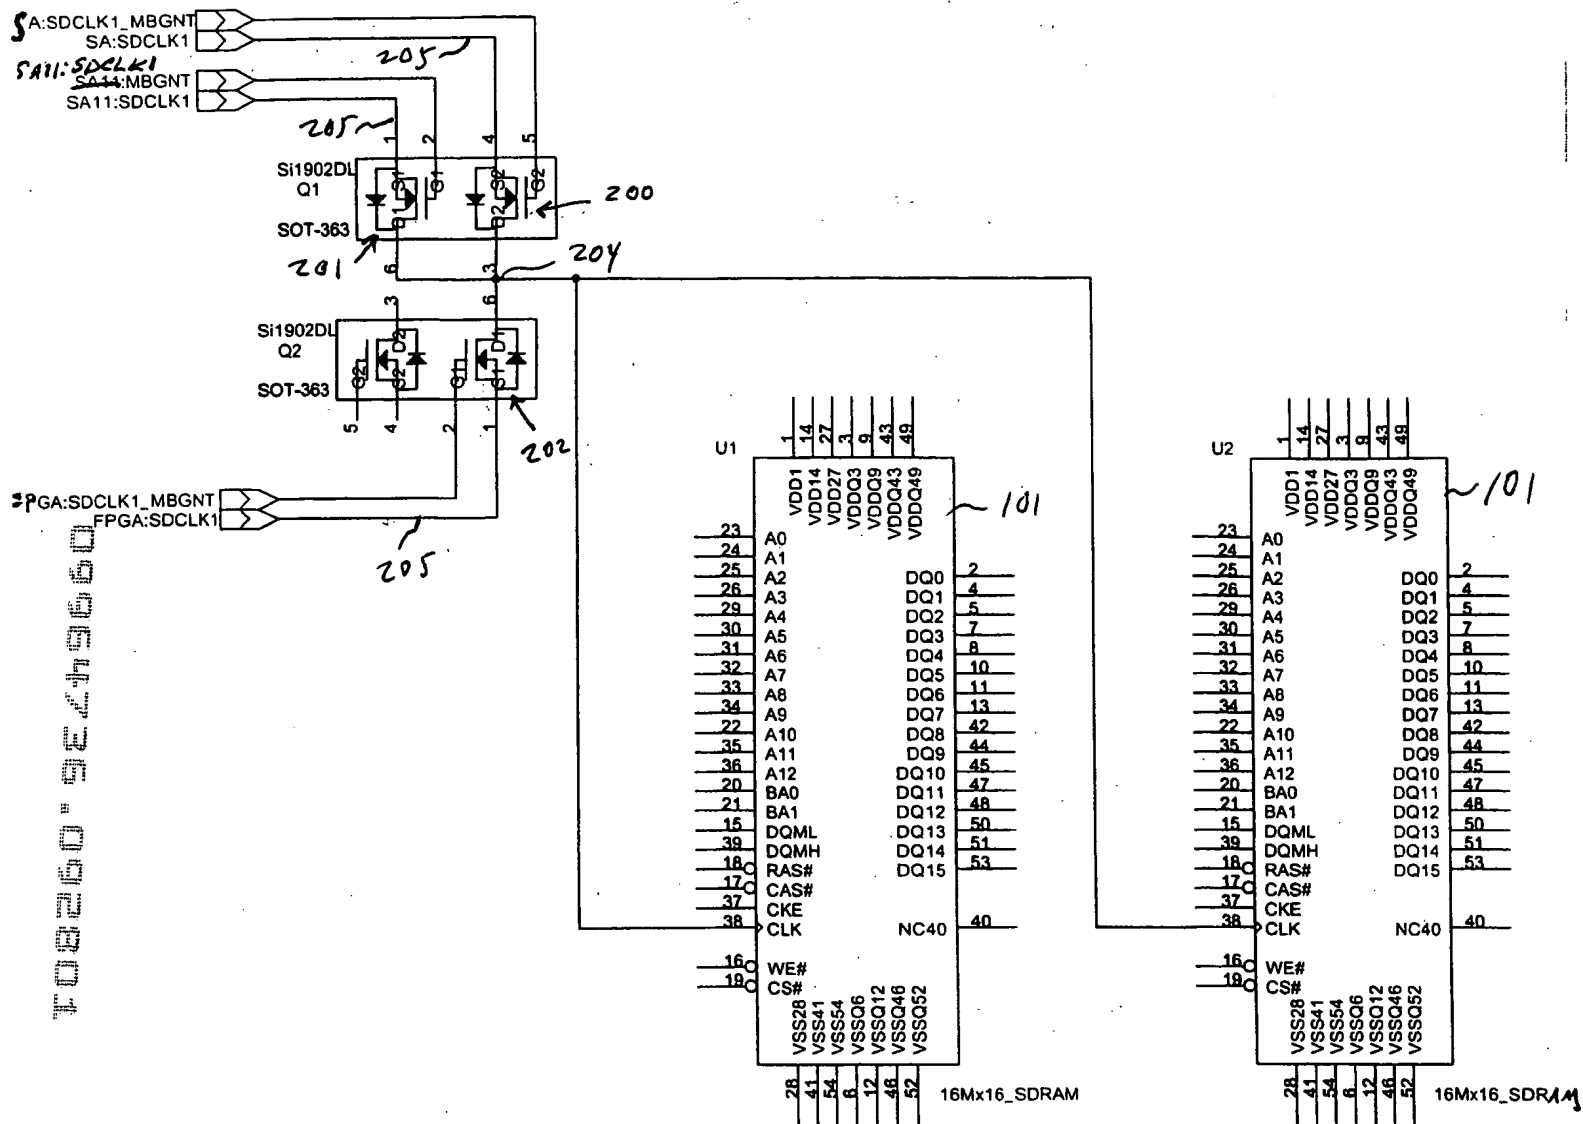 SA:SDCLK1_MBGNT
SA:SDCLK1
205
SA11:SDCLK1
SA11:MBGNT
SA11:SDCLK1
205
1 2 4 5
Si1902DL
Q1
SOT-363
S1 G1 S2 G2
D1 D2
200
201
6 3
204
3 6
Si1902DL
Q2
SOT-363
D2 D1
G2 S2 G1 S1
5 4 2 1
202
FPGA:SDCLK1_MBGNT
FPGA:SDCLK1
205
09964736.092801
U1
1 14 27 3 9 43 49
VDD1 VDD14 VDD27 VDDQ3 VDDQ9 VDDQ43 VDDQ49
101
23 A0
24 A1
25 A2 DQ0 2
26 A3 DQ1 4
29 A4 DQ2 5
30 A5 DQ3 7
31 A6 DQ4 8
32 A7 DQ5 10
33 A8 DQ6 11
34 A9 DQ7 13
22 A10 DQ8 42
35 A11 DQ9 44
36 A12 DQ10 45
20 BA0 DQ11 47
21 BA1 DQ12 48
15 DQML DQ13 50
39 DQMH DQ14 51
18 RAS# DQ15 53
17 CAS#
37 CKE
38 CLK NC40 40
16 WE#
19 CS#
VSS28 VSS41 VSS54 VSSQ6 VSSQ12 VSSQ46 VSSQ52
28 41 54 6 12 46 52
16Mx16_SDRAM
U2
1 14 27 3 9 43 49
VDD1 VDD14 VDD27 VDDQ3 VDDQ9 VDDQ43 VDDQ49
101
23 A0
24 A1
25 A2 DQ0 2
26 A3 DQ1 4
29 A4 DQ2 5
30 A5 DQ3 7
31 A6 DQ4 8
32 A7 DQ5 10
33 A8 DQ6 11
34 A9 DQ7 13
22 A10 DQ8 42
35 A11 DQ9 44
36 A12 DQ10 45
20 BA0 DQ11 47
21 BA1 DQ12 48
15 DQML DQ13 50
39 DQMH DQ14 51
18 RAS# DQ15 53
17 CAS#
37 CKE
38 CLK NC40 40
16 WE#
19 CS#
VSS28 VSS41 VSS54 VSSQ6 VSSQ12 VSSQ46 VSSQ52
28 41 54 6 12 46 52
16Mx16_SDRAM